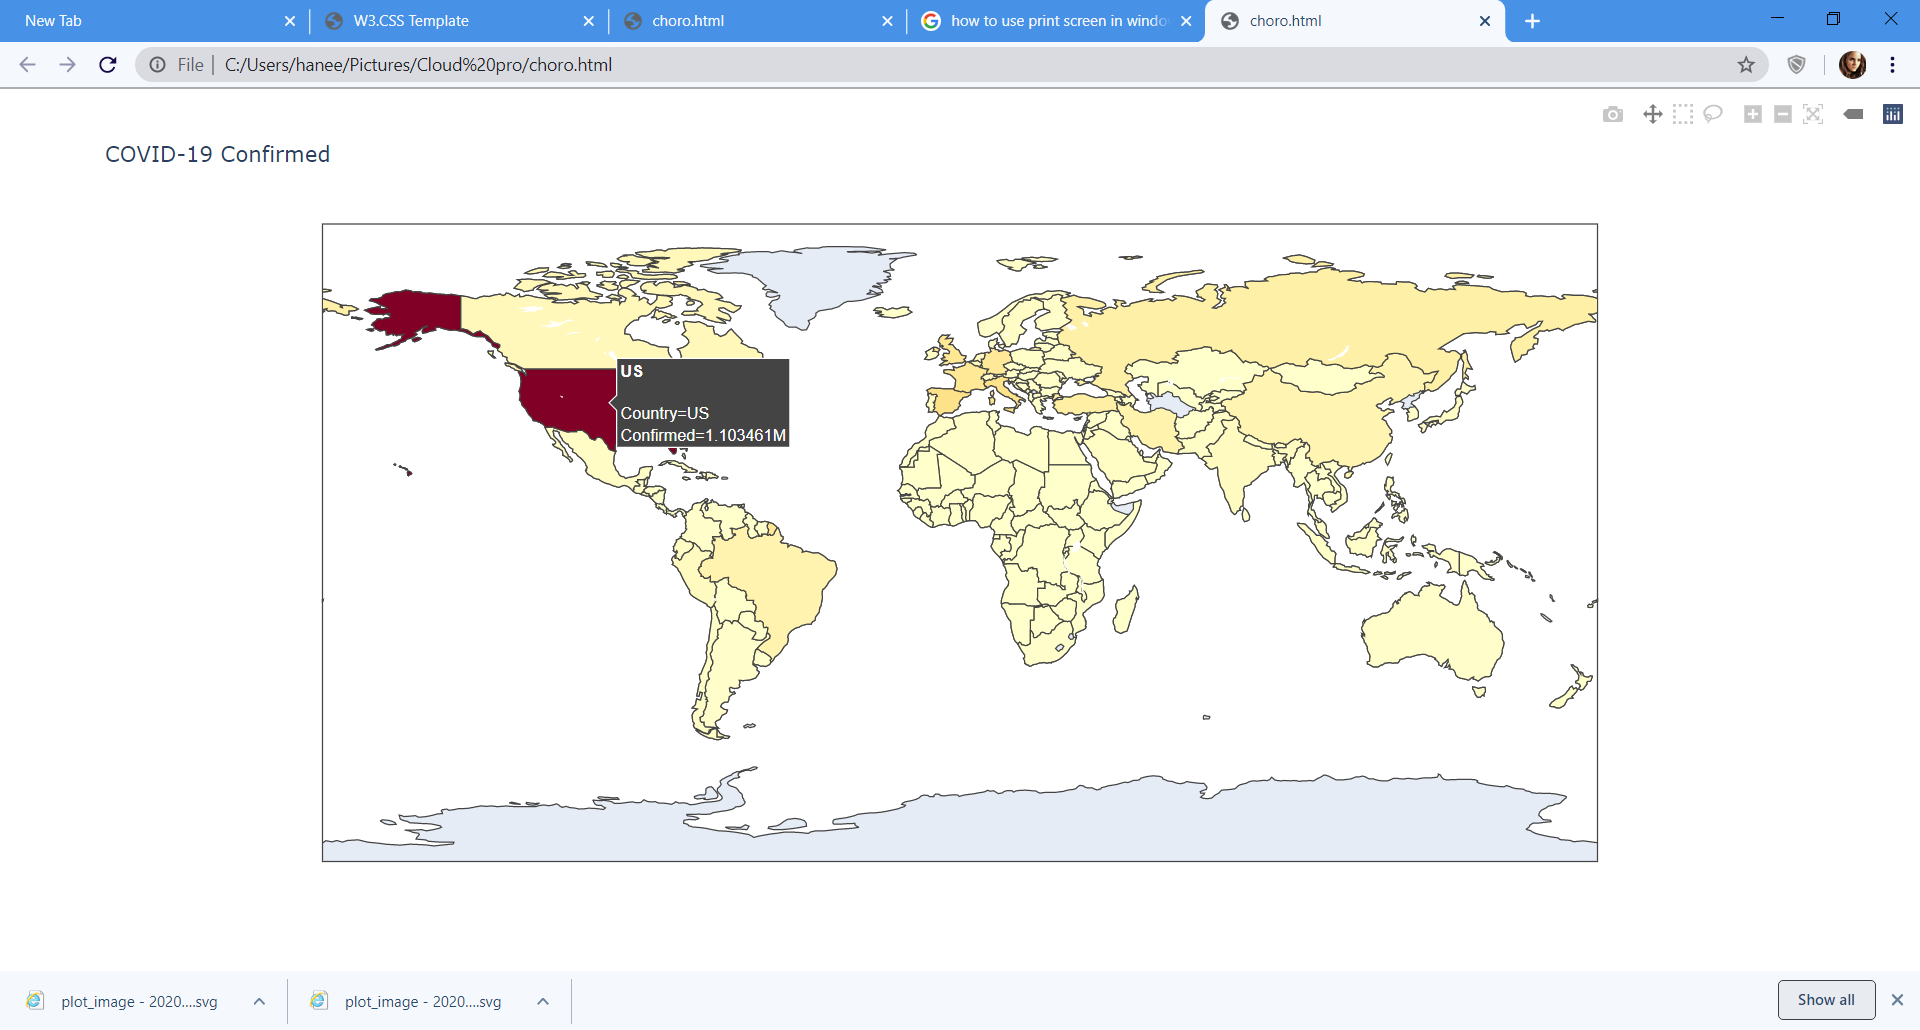 New Tab
W3.CSS Template
choro.html
how to use print screen in windo
choro.html
File
C:/Users/hanee/Pictures/Cloud%20pro/choro.html
COVID-19 Confirmed
US
Country=US
Confirmed=1.103461M
plot_image - 2020....svg
plot_image - 2020....svg
Show all